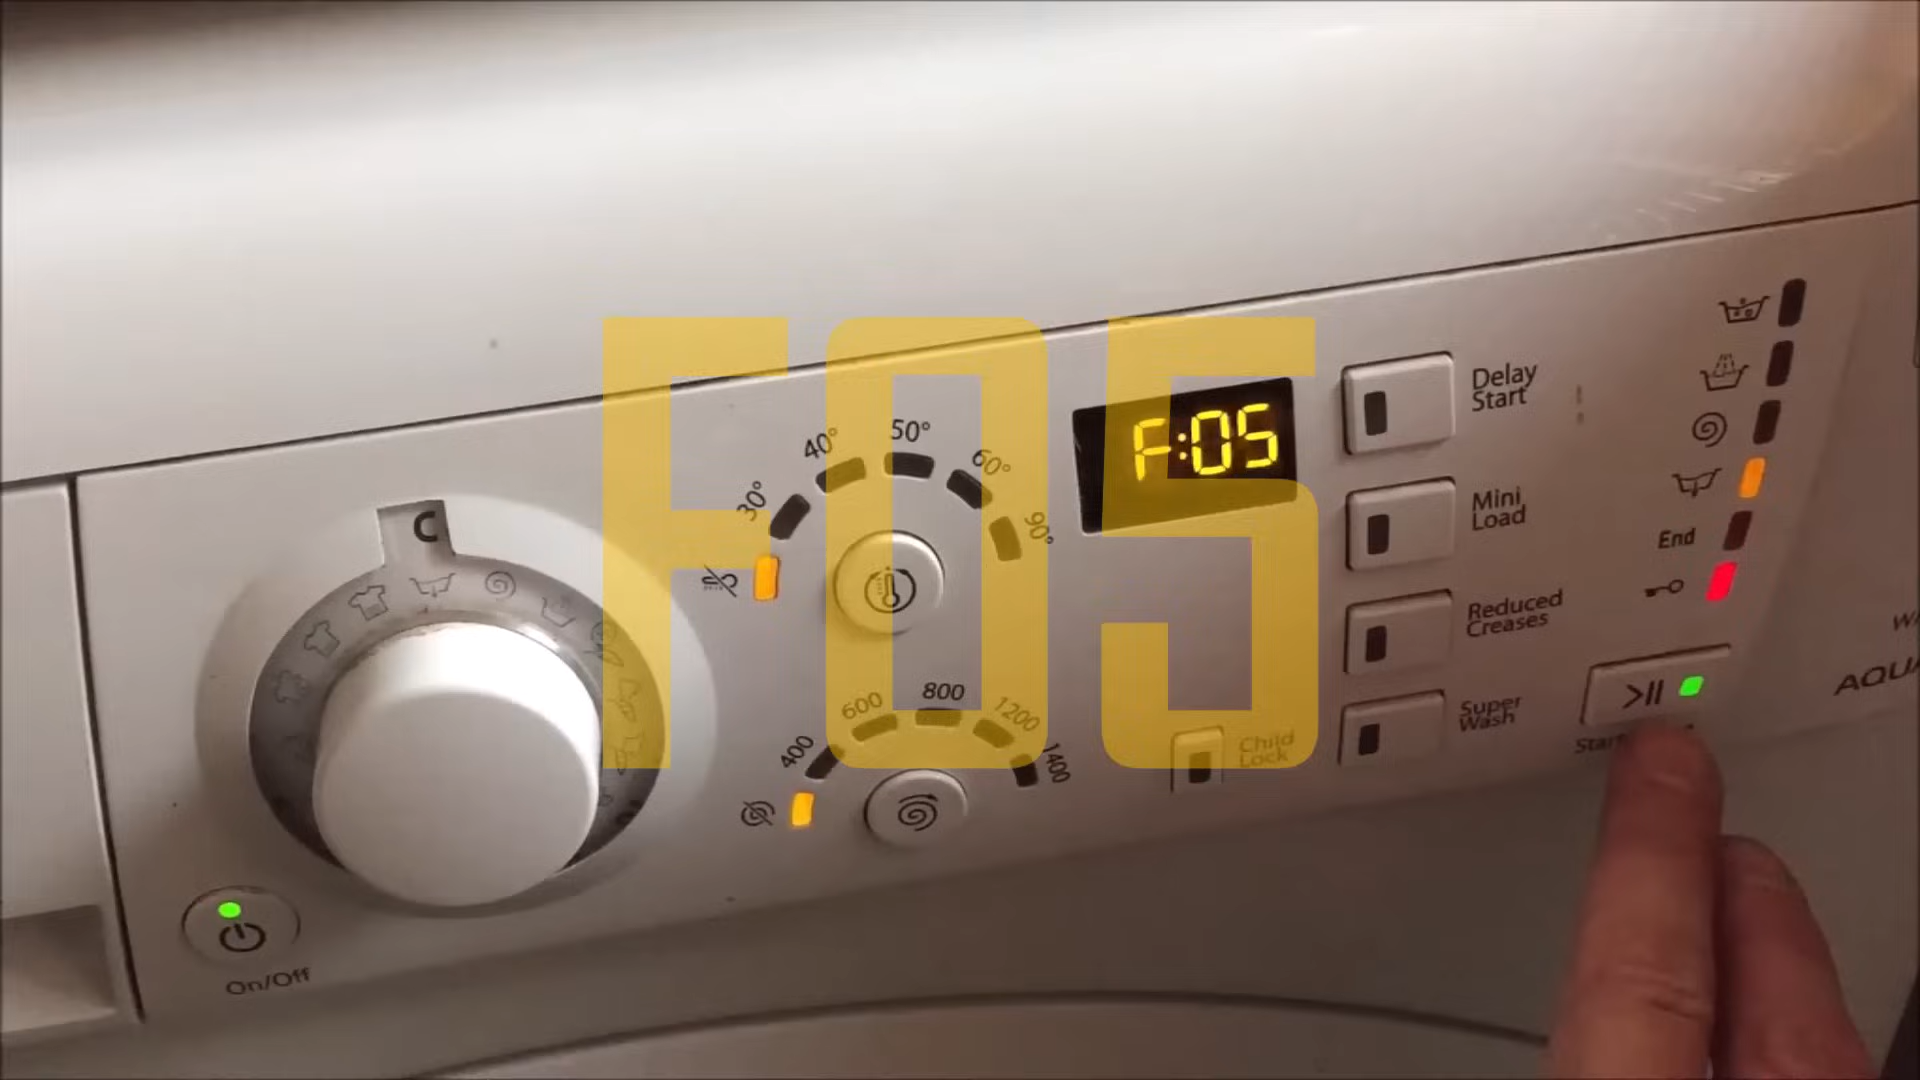 F05
C
30°
40°
50°
60°
90°
F:05
Delay
Start
Mini
Load
Reduced
Creases
Super
Wash
Child
Lock
400
600
800
1200
1400
End
>||
On/Off